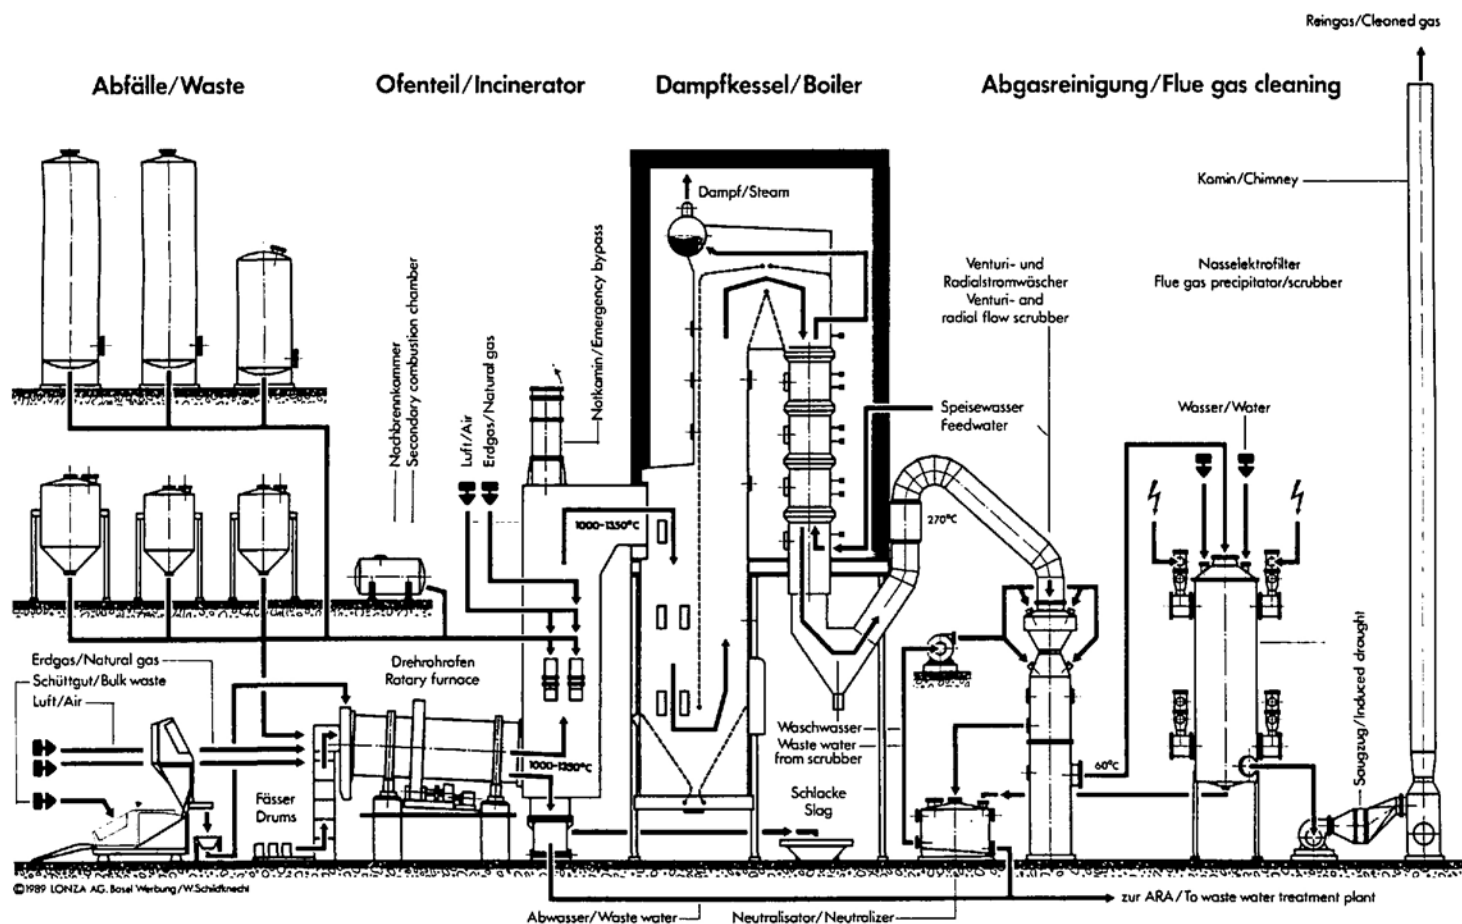 Reingas/Cleaned gas
Abfälle/Waste
Ofenteil/Incinerator
Dampfkessel/Boiler
Abgasreinigung/Flue gas cleaning
Dampf/Steam
Kamin/Chimney
Nachbrennkammer
Secondary combustion chamber
Luft/Air
Erdgas/Natural gas
Notkamin/Emergency bypass
Venturi- und
Radialstromwäscher
Venturi- and
radial flow scrubber
Nasselektrofilter
Flue gas precipitator/scrubber
Speisewasser
Feedwater
Wasser/Water
1000-1350°C
270°C
Erdgas/Natural gas
Schüttgut/Bulk waste
Luft/Air
Drehrohrofen
Rotary furnace
1000-1350°C
Waschwasser
Waste water
from scrubber
60°C
Saugzug/Induced draught
Fässer
Drums
Schlacke
Slag
©1989 LONZA AG. Basel Werbung/W.Schildknecht
zur ARA/To waste water treatment plant
Abwasser/Waste water
Neutralisator/Neutralizer